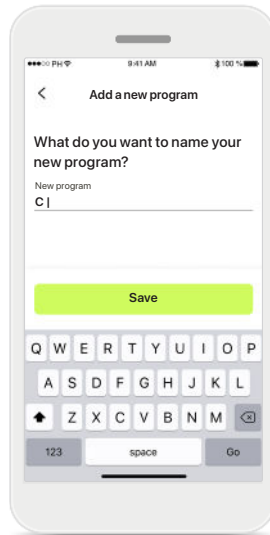 PH 9:41 AM 100 %
Add a new program
What do you want to name your
new program?
New program
C |
Save
Q W E R T Y U I O P
A S D F G H J K L
Z X C V B N M
123 space Go